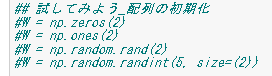 ## 試してみよう_配列の初期化
#W = np.zeros(2)
#W = np.ones(2)
#W = np.random.rand(2)
#W = np.random.randint(5, size=(2))